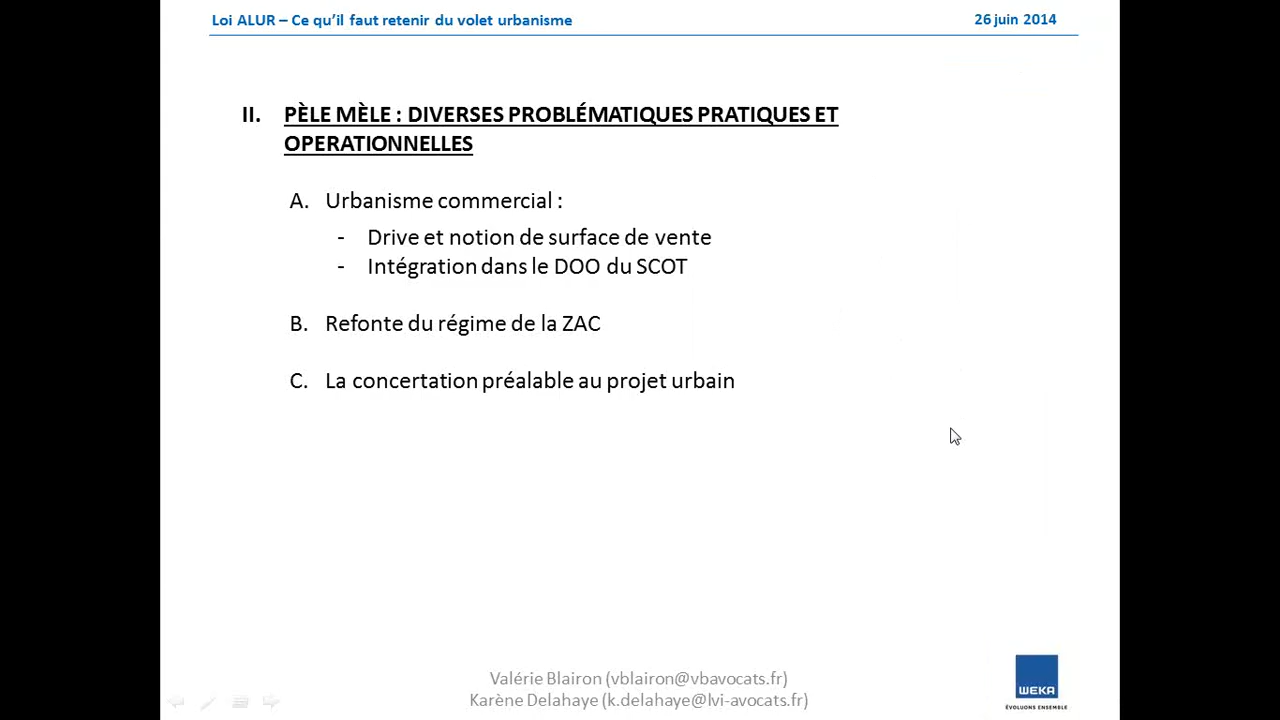 Loi ALUR – Ce qu'il faut retenir du volet urbanisme
26 juin 2014
II. PÈLE MÈLE : DIVERSES PROBLÉMATIQUES PRATIQUES ET
OPERATIONNELLES
A. Urbanisme commercial :
- Drive et notion de surface de vente
- Intégration dans le DOO du SCOT
B. Refonte du régime de la ZAC
C. La concertation préalable au projet urbain
Valérie Blairon (vblairon@vbavocats.fr)
Karène Delahaye (k.delahaye@lvi-avocats.fr)
WEKA
ÉVOLUONS ENSEMBLE